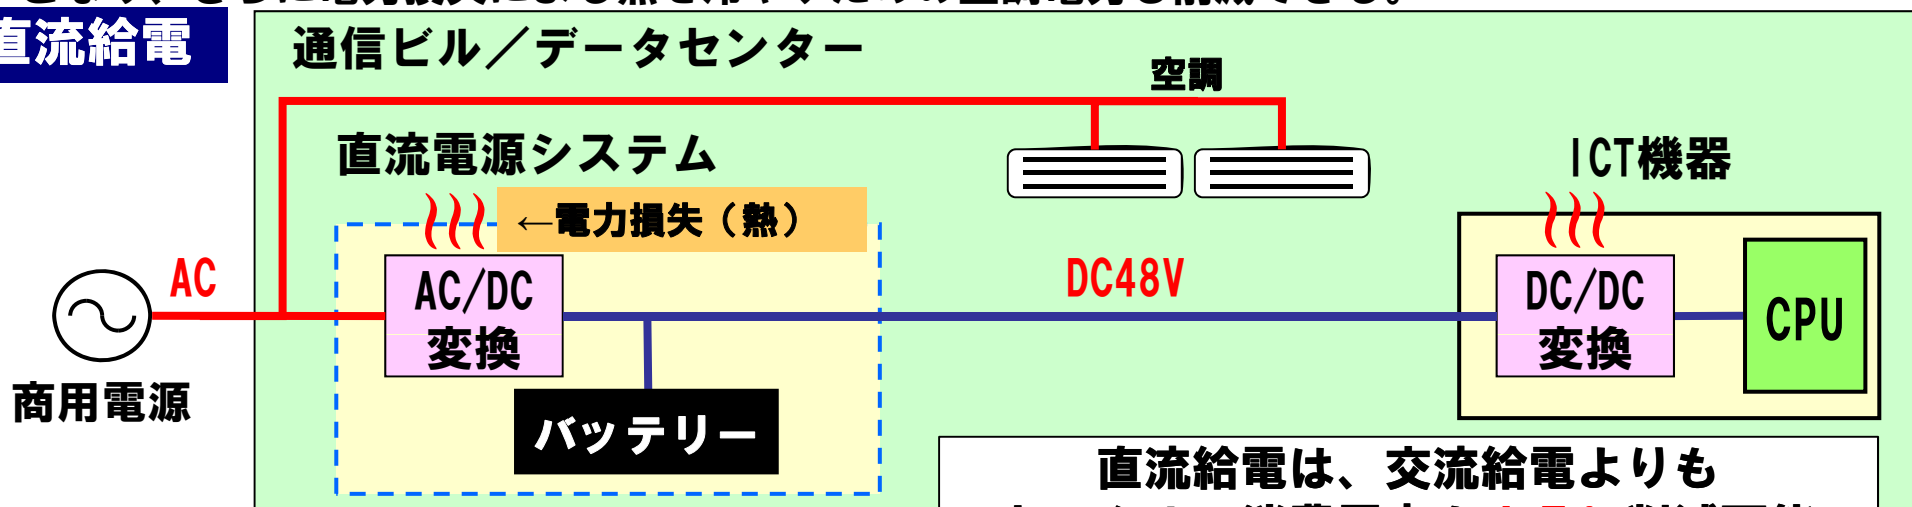 直流給電
通信ビル／データセンター
空調
直流電源システム
ICT機器
←電力損失（熱）
AC
AC/DC
変換
DC48V
DC/DC
変換
CPU
商用電源
バッテリー
直流給電は、交流給電よりも